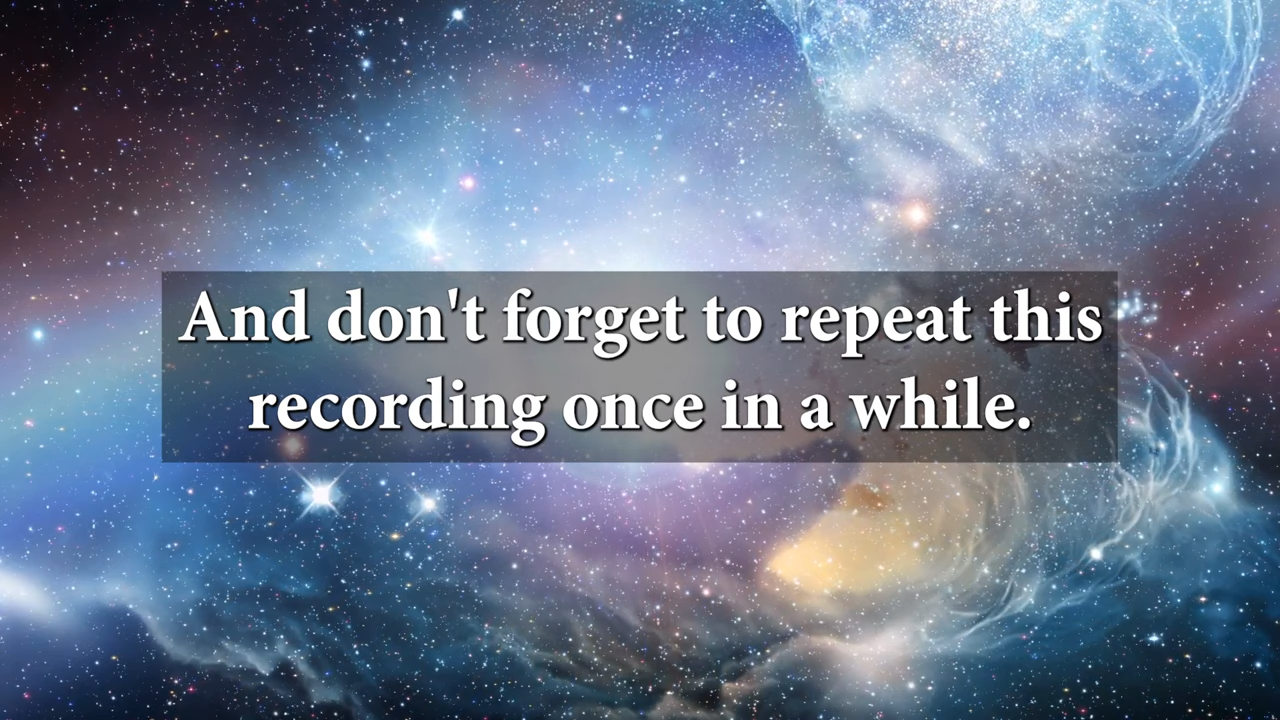 And don't forget to repeat this
recording once in a while.